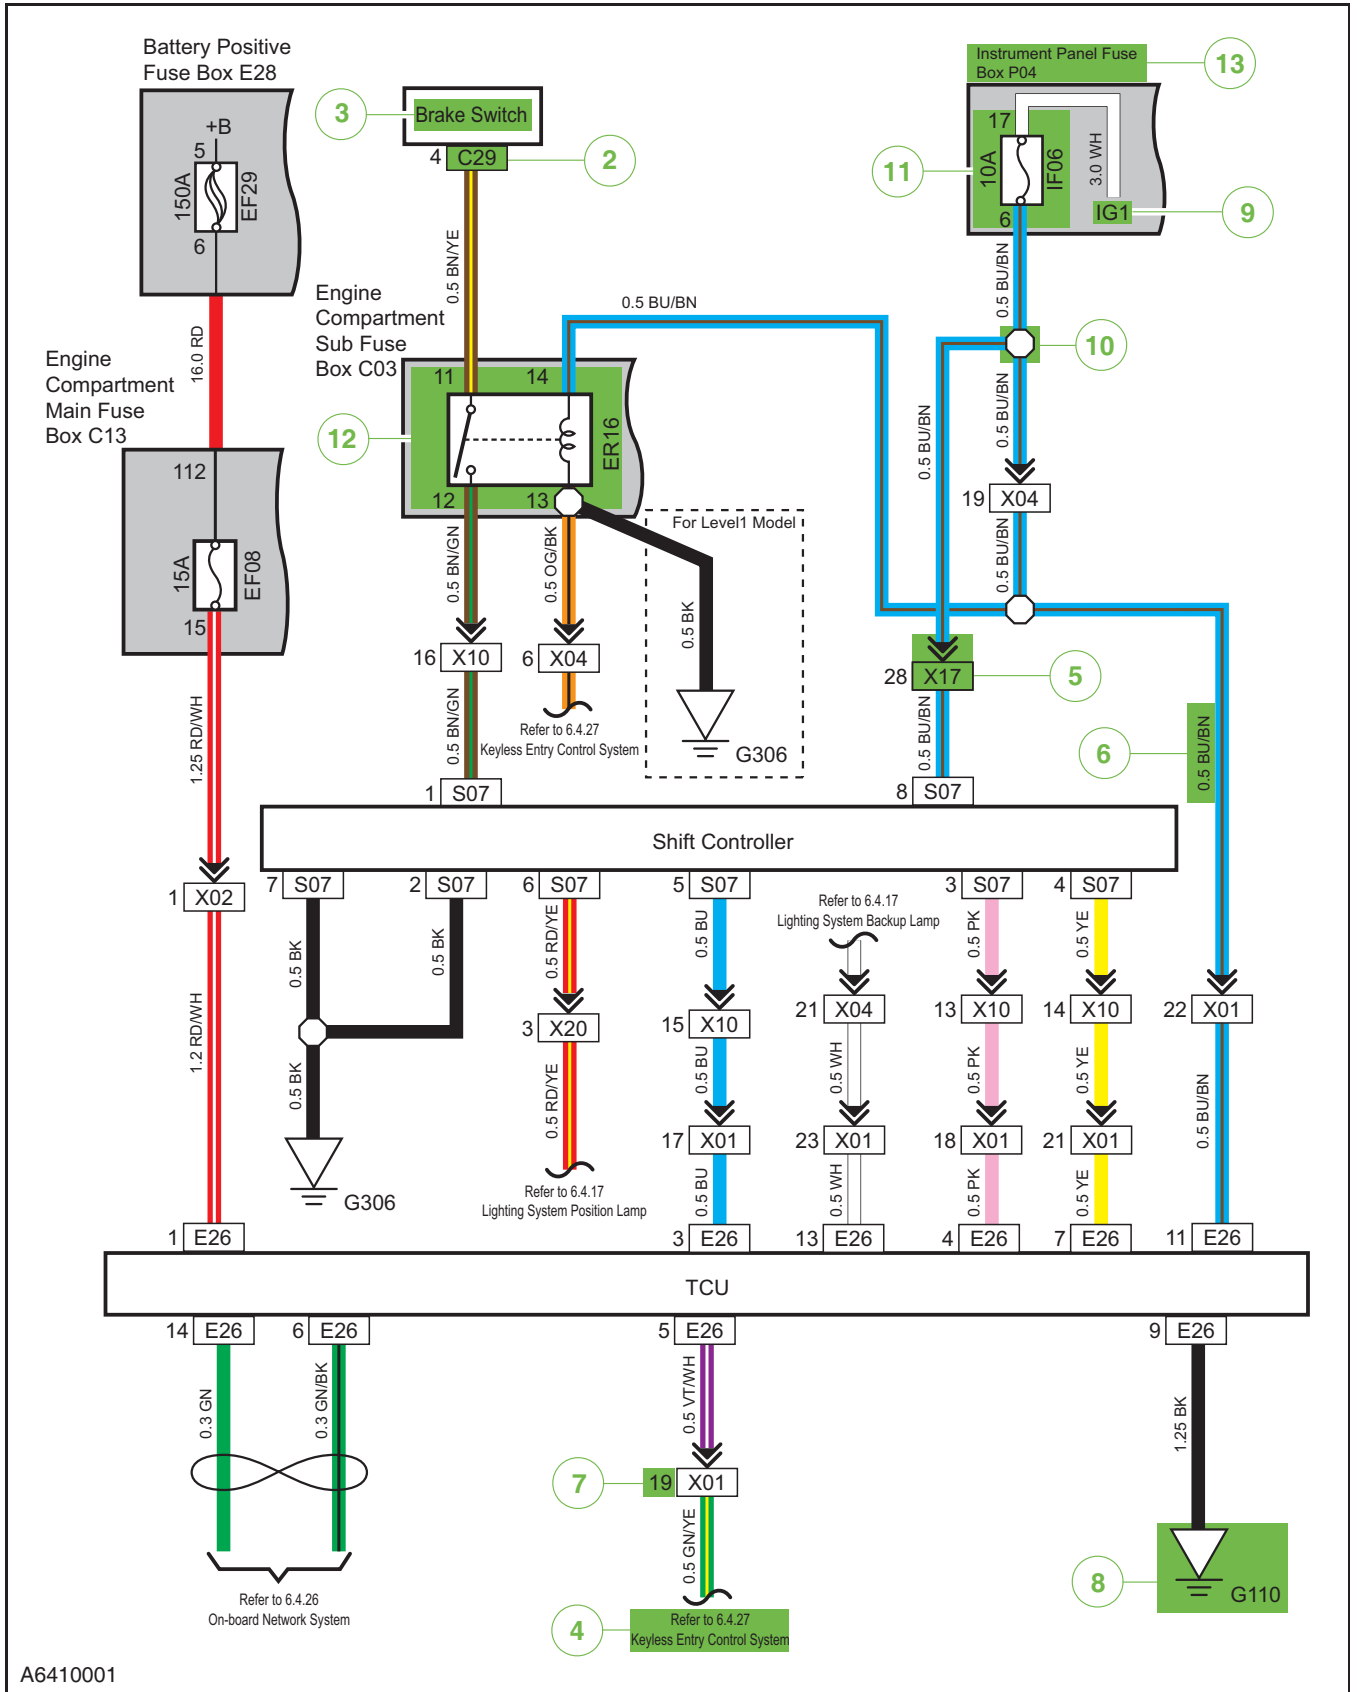 Battery Positive
Fuse Box E28
+B
5
150A
EF29
6
16.0 RD
Engine
Compartment
Main Fuse
Box C13
112
15A
EF08
15
1.25 RD/WH
1 X02
1.2 RD/WH
1 E26
3
Brake Switch
4 C29
2
0.5 BN/YE
Engine
Compartment
Sub Fuse
Box C03
11
14
12
ER16
12
13
0.5 BU/BN
0.5 BN/GN
0.5 OG/BK
16 X10
6 X04
0.5 BN/GN
Refer to 6.4.27
Keyless Entry Control System
For Level1 Model
0.5 BK
G306
Instrument Panel Fuse
Box P04
13
17
10A
IF06
6
11
3.0 WH
IG1
9
0.5 BU/BN
10
0.5 BU/BN
0.5 BU/BN
19 X04
0.5 BU/BN
28 X17
5
0.5 BU/BN
6
0.5 BU/BN
1 S07
8 S07
Shift Controller
7 S07
2 S07
6 S07
5 S07
3 S07
4 S07
0.5 BK
0.5 BK
0.5 RD/YE
0.5 BU
Refer to 6.4.17
Lighting System Backup Lamp
0.5 PK
0.5 YE
3 X20
15 X10
21 X04
13 X10
14 X10
22 X01
0.5 BK
0.5 RD/YE
0.5 BU
0.5 WH
0.5 PK
0.5 YE
0.5 BU/BN
17 X01
23 X01
18 X01
21 X01
G306
Refer to 6.4.17
Lighting System Position Lamp
0.5 BU
0.5 WH
0.5 PK
0.5 YE
3 E26
13 E26
4 E26
7 E26
11 E26
TCU
14 E26
6 E26
5 E26
9 E26
0.3 GN
0.3 GN/BK
0.5 VT/WH
1.25 BK
7
19 X01
0.5 GN/YE
Refer to 6.4.26
On-board Network System
4
Refer to 6.4.27
Keyless Entry Control System
8
G110
A6410001